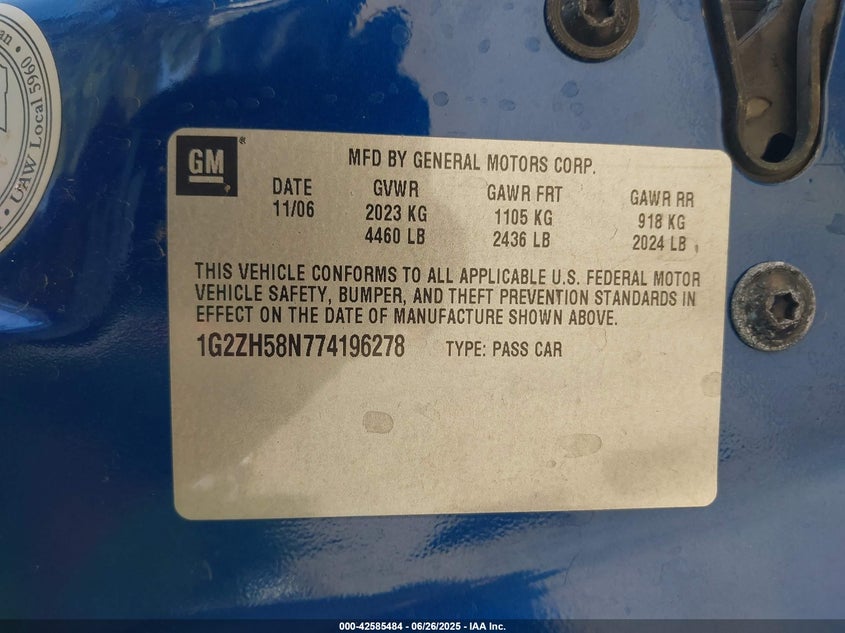 an • UAW Local 5960 •
GM ®
MFD BY GENERAL MOTORS CORP.
DATE GVWR GAWR FRT GAWR RR
11/06 2023 KG 1105 KG 918 KG
4460 LB 2436 LB 2024 LB
THIS VEHICLE CONFORMS TO ALL APPLICABLE U.S. FEDERAL MOTOR
VEHICLE SAFETY, BUMPER, AND THEFT PREVENTION STANDARDS IN
EFFECT ON THE DATE OF MANUFACTURE SHOWN ABOVE.
1G2ZH58N774196278 TYPE: PASS CAR
000-42585484 - 06/26/2025 - IAA Inc.